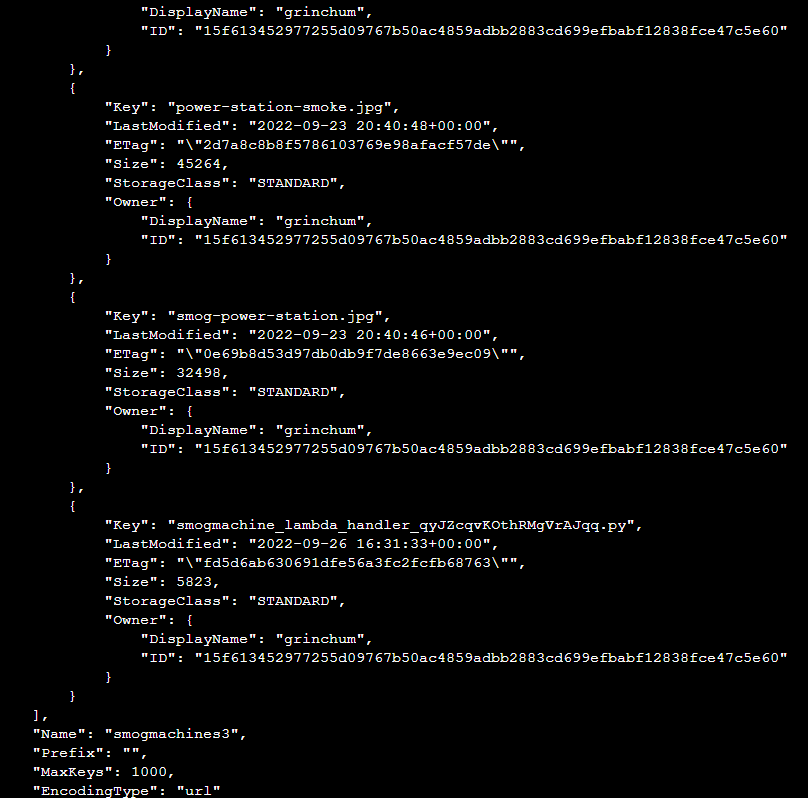 "DisplayName": "grinchum",
"ID": "15f613452977255d09767b50ac4859adbb2883cd699efbabf12838fce47c5e60"
}
},
{
"Key": "power-station-smoke.jpg",
"LastModified": "2022-09-23 20:40:48+00:00",
"ETag": "\"2d7a8c8b8f5786103769e98afacf57de\"",
"Size": 45264,
"StorageClass": "STANDARD",
"Owner": {
"DisplayName": "grinchum",
"ID": "15f613452977255d09767b50ac4859adbb2883cd699efbabf12838fce47c5e60"
}
},
{
"Key": "smog-power-station.jpg",
"LastModified": "2022-09-23 20:40:46+00:00",
"ETag": "\"0e69b8d53d97db0db9f7de8663e9ec09\"",
"Size": 32498,
"StorageClass": "STANDARD",
"Owner": {
"DisplayName": "grinchum",
"ID": "15f613452977255d09767b50ac4859adbb2883cd699efbabf12838fce47c5e60"
}
},
{
"Key": "smogmachine_lambda_handler_qyJZcqvKOthRMgVrAJqq.py",
"LastModified": "2022-09-26 16:31:33+00:00",
"ETag": "\"fd5d6ab630691dfe56a3fc2fcfb68763\"",
"Size": 5823,
"StorageClass": "STANDARD",
"Owner": {
"DisplayName": "grinchum",
"ID": "15f613452977255d09767b50ac4859adbb2883cd699efbabf12838fce47c5e60"
}
}
],
"Name": "smogmachines3",
"Prefix": "",
"MaxKeys": 1000,
"EncodingType": "url"